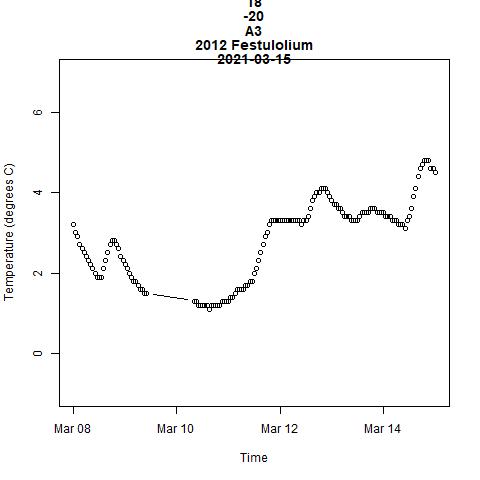 18
-20
A3
2012 Festulolium
2021-03-15
6
4
2
0
Temperature (degrees C)
Mar 08 Mar 10 Mar 12 Mar 14
Time